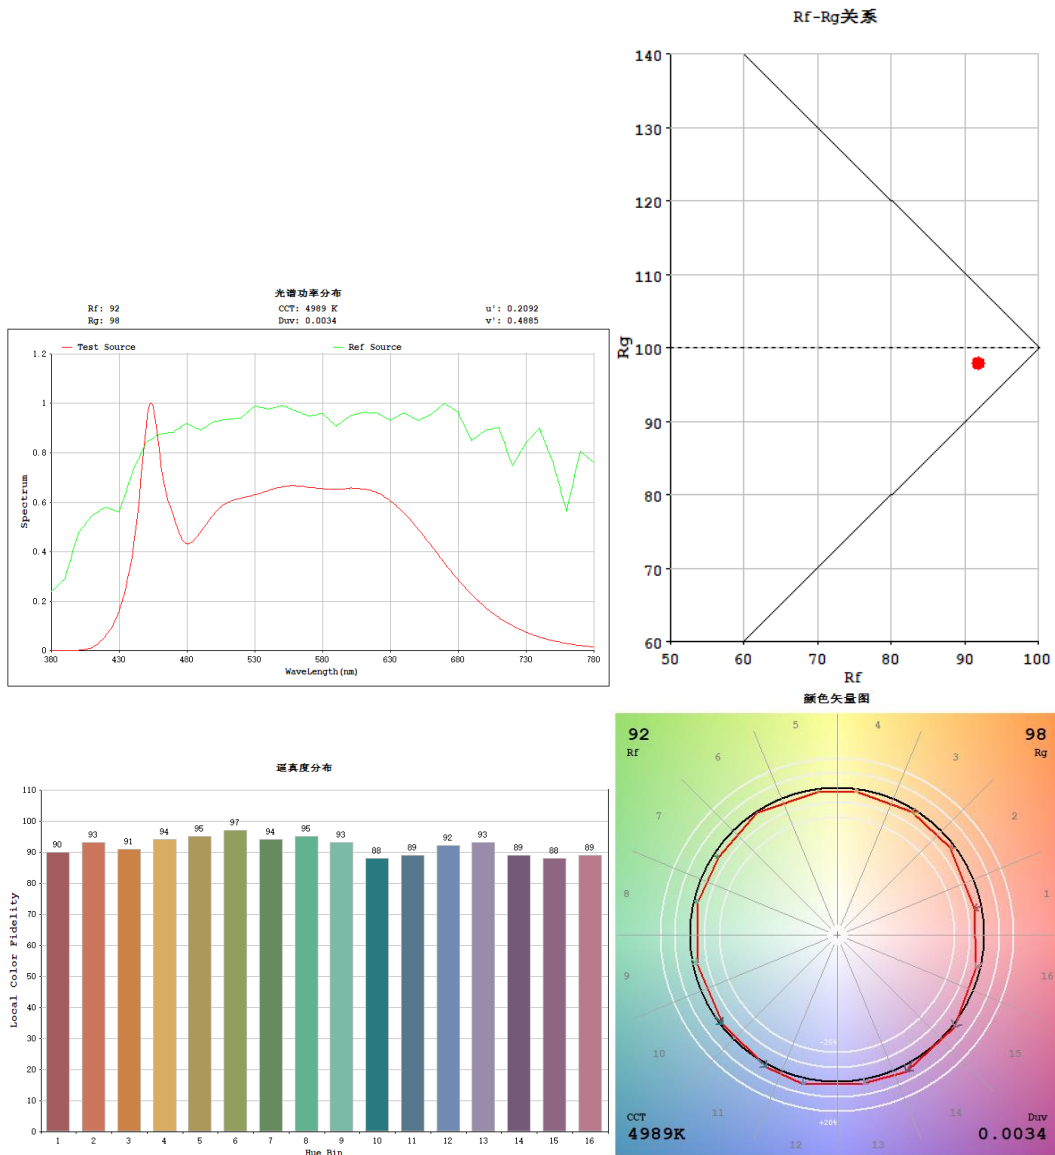 Rf-Rg关系
140
130
120
110
100
90
80
70
60
Rg
50 60 70 80 90 100
Rf
光谱功率分布
Rf: 92 CCT: 4989 K u': 0.2092
Rg: 98 Duv: 0.0034 v': 0.4885
Test Source Ref Source
1.2
1
0.8
0.6
0.4
0.2
0
Spectrum
380 430 480 530 580 630 680 730 780
WaveLength(nm)
逼真度分布
110
100
90
80
70
60
50
40
30
20
10
0
Local Color Fidelity
90 93 91 94 95 97 94 95 93 88 89 92 93 89 88 89
1 2 3 4 5 6 7 8 9 10 11 12 13 14 15 16
Hue Bin
颜色矢量图
92 98
Rf Rg
5 4
6 3
7 2
8 1
9 16
10 15
11 14
12 13
-20%
+20%
CCT Duv
4989K 0.0034